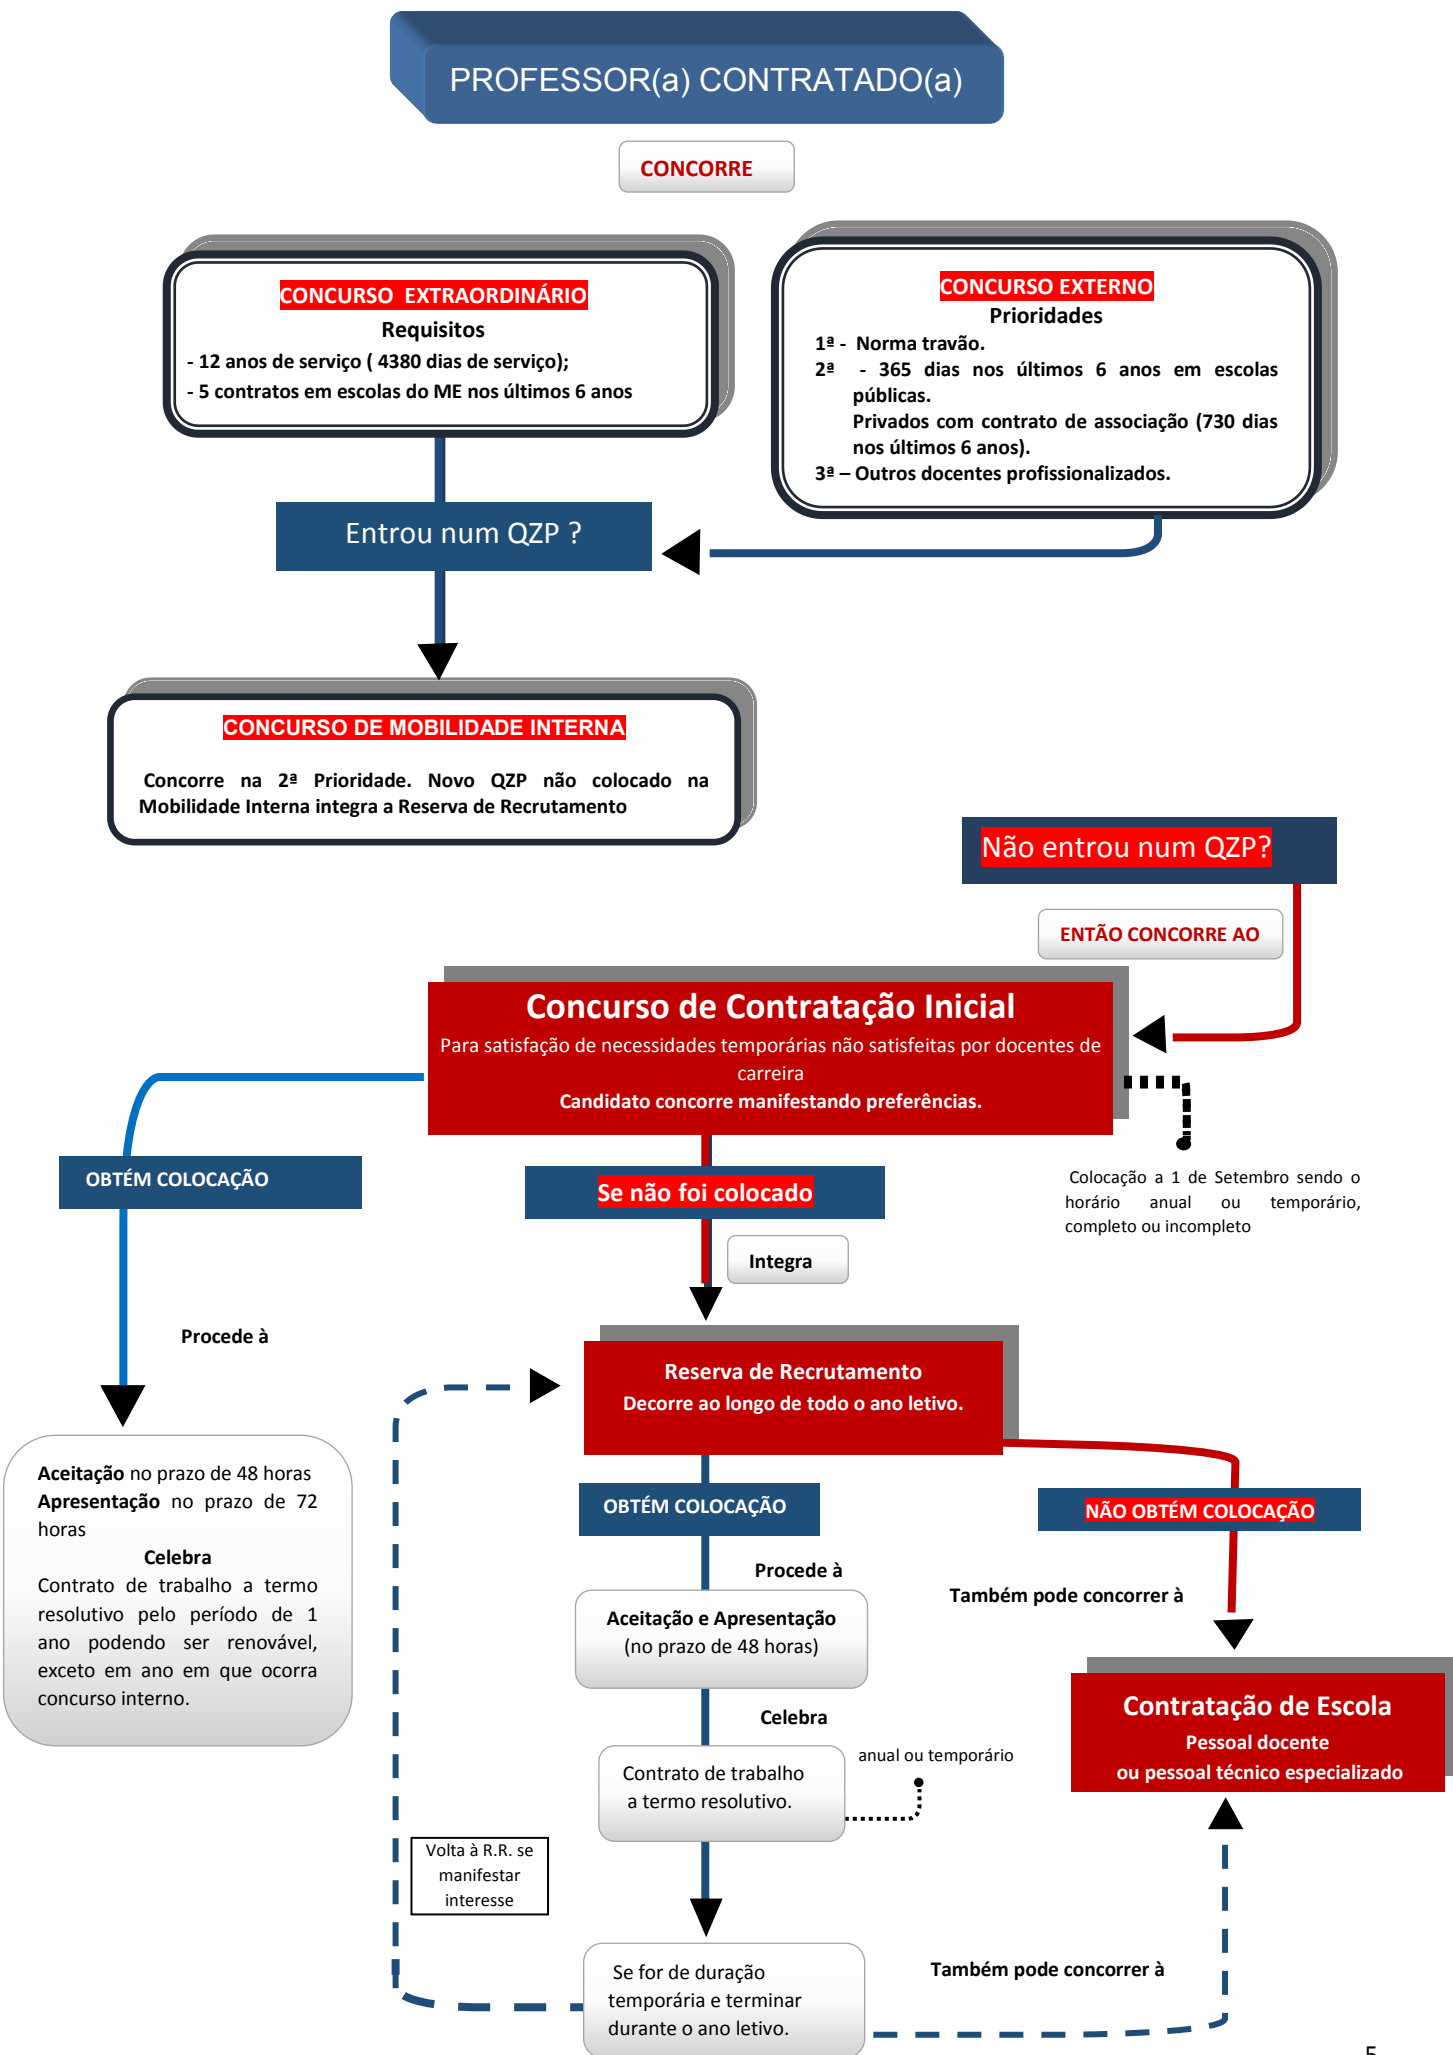 PROFESSOR(a) CONTRATADO(a)
CONCORRE
CONCURSO EXTRAORDINÁRIO
Requisitos
- 12 anos de serviço ( 4380 dias de serviço);
- 5 contratos em escolas do ME nos últimos 6 anos
CONCURSO EXTERNO
Prioridades
1ª - Norma travão.
2ª - 365 dias nos últimos 6 anos em escolas
públicas.
Privados com contrato de associação (730 dias
nos últimos 6 anos).
3ª – Outros docentes profissionalizados.
Entrou num QZP ?
CONCURSO DE MOBILIDADE INTERNA
Concorre na 2ª Prioridade. Novo QZP não colocado na
Mobilidade Interna integra a Reserva de Recrutamento
Não entrou num QZP?
ENTÃO CONCORRE AO
Concurso de Contratação Inicial
Para satisfação de necessidades temporárias não satisfeitas por docentes de
carreira
Candidato concorre manifestando preferências.
OBTÉM COLOCAÇÃO
Se não foi colocado
Colocação a 1 de Setembro sendo o
horário anual ou temporário,
completo ou incompleto
Integra
Procede à
Reserva de Recrutamento
Decorre ao longo de todo o ano letivo.
Aceitação no prazo de 48 horas
Apresentação no prazo de 72
horas
Celebra
Contrato de trabalho a termo
resolutivo pelo período de 1
ano podendo ser renovável,
exceto em ano em que ocorra
concurso interno.
OBTÉM COLOCAÇÃO
NÃO OBTÉM COLOCAÇÃO
Procede à
Também pode concorrer à
Aceitação e Apresentação
(no prazo de 48 horas)
Contratação de Escola
Pessoal docente
ou pessoal técnico especializado
Celebra
anual ou temporário
Contrato de trabalho
a termo resolutivo.
Volta à R.R. se
manifestar
interesse
Se for de duração
temporária e terminar
durante o ano letivo.
Também pode concorrer à
5